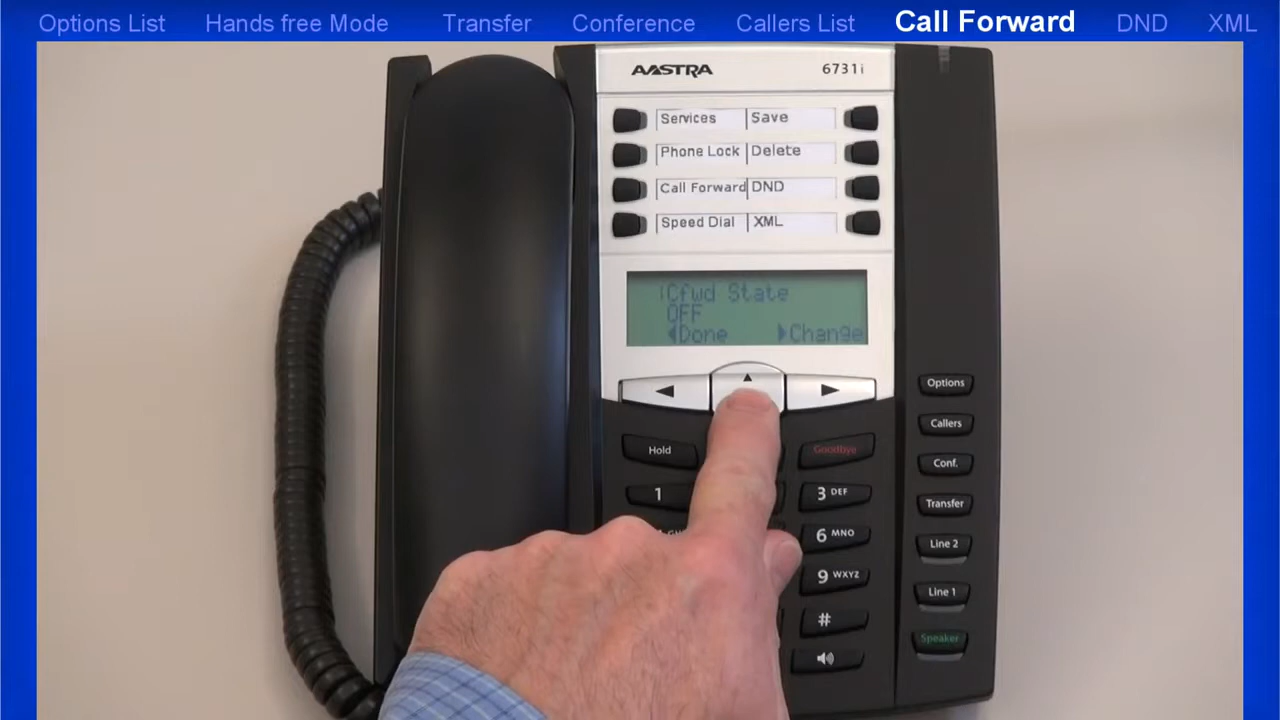 Options List Hands free Mode Transfer Conference Callers List Call Forward DND XML
AASTRA 6731i
Services Save
Phone Lock Delete
Call Forward DND
Speed Dial XML
Cfwd State
OFF
◀Done ▶Change
Options
Callers
Hold Goodbye
Conf.
1 3 DEF
Transfer
6 MNO
Line 2
9 WXYZ
Line 1
#
Speaker